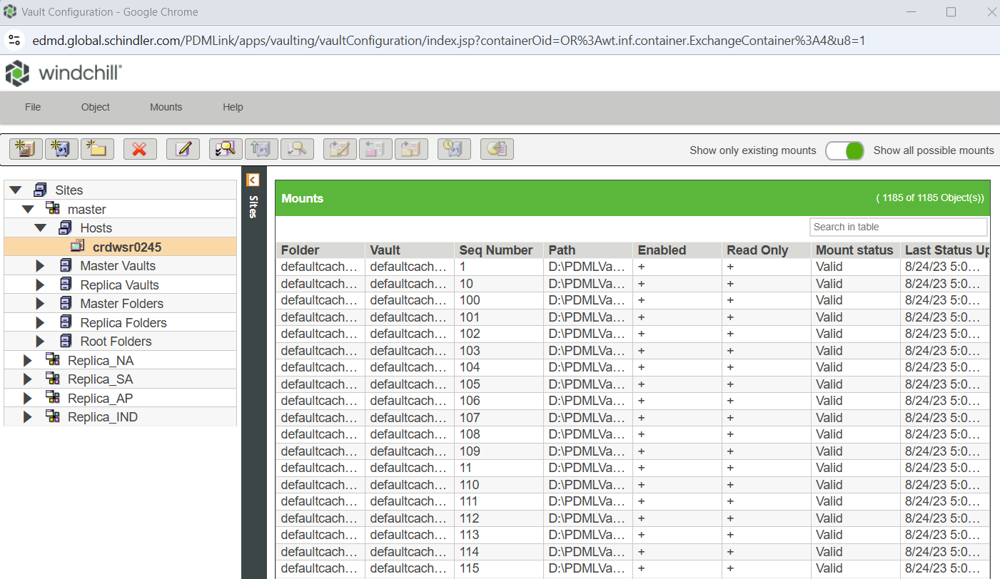 Vault Configuration - Google Chrome
edmd.global.schindler.com/PDMLink/apps/vaulting/vaultConfiguration/index.jsp?containerOid=OR%3Awt.inf.container.ExchangeContainer%3A4&u8=1
windchill®
File Object Mounts Help
Show only existing mounts Show all possible mounts
Sites
master
Hosts
crdwsr0245
Master Vaults
Replica Vaults
Master Folders
Replica Folders
Root Folders
Replica_NA
Replica_SA
Replica_AP
Replica_IND
Sites
Mounts ( 1185 of 1185 Object(s))
Search in table
Folder Vault Seq Number Path Enabled Read Only Mount status Last Status Up
defaultcach... defaultcach... 1 D:\PDMLVa... + + Valid 8/24/23 5:0...
defaultcach... defaultcach... 10 D:\PDMLVa... + + Valid 8/24/23 5:0...
defaultcach... defaultcach... 100 D:\PDMLVa... + + Valid 8/24/23 5:0...
defaultcach... defaultcach... 101 D:\PDMLVa... + + Valid 8/24/23 5:0...
defaultcach... defaultcach... 102 D:\PDMLVa... + + Valid 8/24/23 5:0...
defaultcach... defaultcach... 103 D:\PDMLVa... + + Valid 8/24/23 5:0...
defaultcach... defaultcach... 104 D:\PDMLVa... + + Valid 8/24/23 5:0...
defaultcach... defaultcach... 105 D:\PDMLVa... + + Valid 8/24/23 5:0...
defaultcach... defaultcach... 106 D:\PDMLVa... + + Valid 8/24/23 5:0...
defaultcach... defaultcach... 107 D:\PDMLVa... + + Valid 8/24/23 5:0...
defaultcach... defaultcach... 108 D:\PDMLVa... + + Valid 8/24/23 5:0...
defaultcach... defaultcach... 109 D:\PDMLVa... + + Valid 8/24/23 5:0...
defaultcach... defaultcach... 11 D:\PDMLVa... + + Valid 8/24/23 5:0...
defaultcach... defaultcach... 110 D:\PDMLVa... + + Valid 8/24/23 5:0...
defaultcach... defaultcach... 111 D:\PDMLVa... + + Valid 8/24/23 5:0...
defaultcach... defaultcach... 112 D:\PDMLVa... + + Valid 8/24/23 5:0...
defaultcach... defaultcach... 113 D:\PDMLVa... + + Valid 8/24/23 5:0...
defaultcach... defaultcach... 114 D:\PDMLVa... + + Valid 8/24/23 5:0...
defaultcach... defaultcach... 115 D:\PDMLVa... + + Valid 8/24/23 5:0...